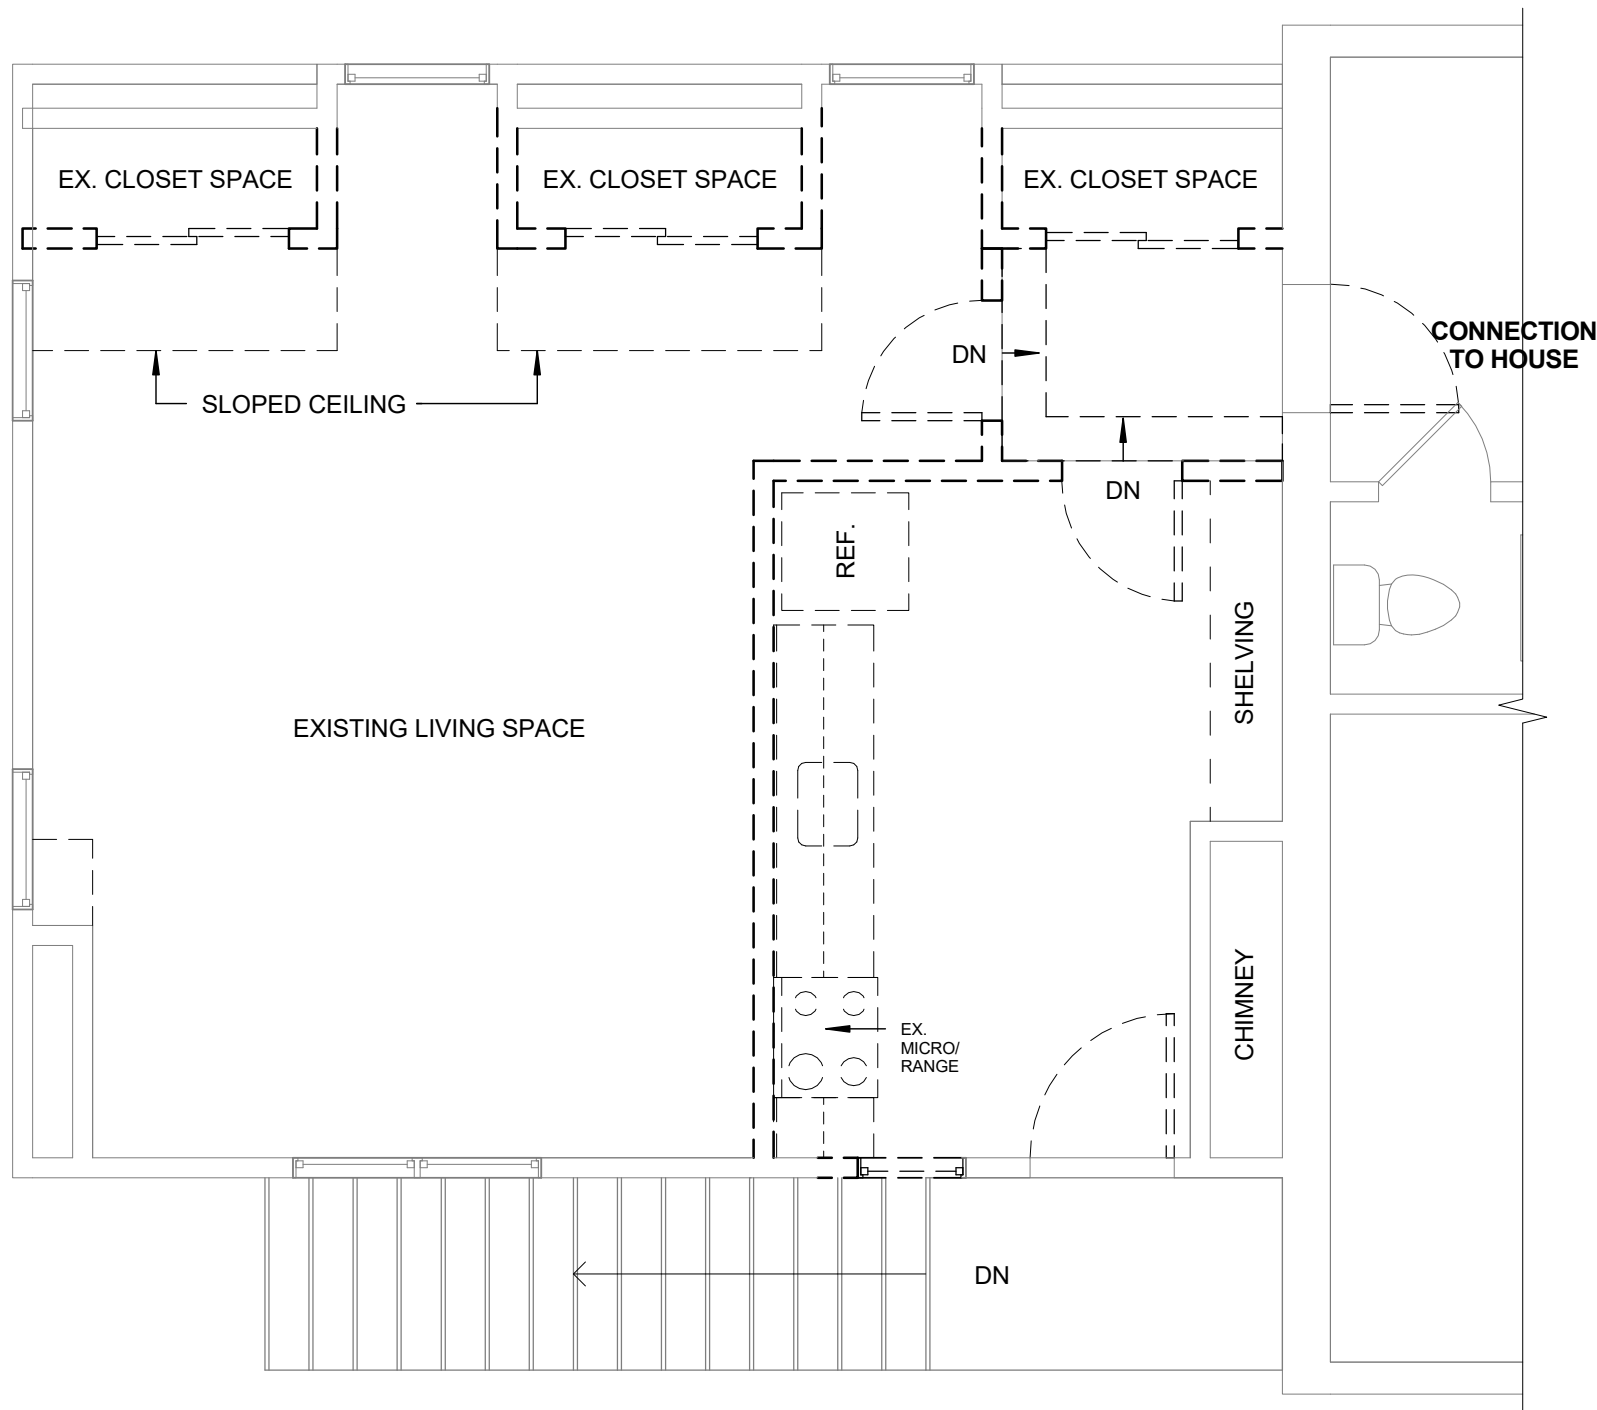 EX. CLOSET SPACE
EX. CLOSET SPACE
EX. CLOSET SPACE
CONNECTION
TO HOUSE
DN
SLOPED CEILING
DN
REF.
SHELVING
EXISTING LIVING SPACE
CHIMNEY
EX.
MICRO/
RANGE
DN